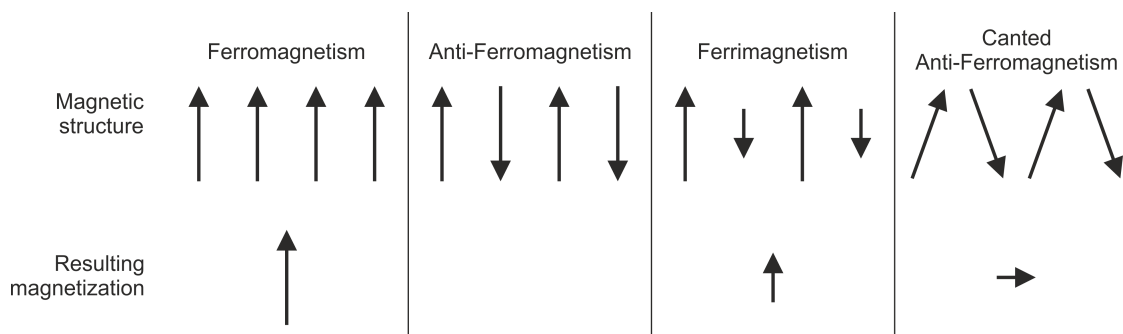 Ferromagnetism
Anti-Ferromagnetism
Ferrimagnetism
Canted
Anti-Ferromagnetism
Magnetic
structure
Resulting
magnetization